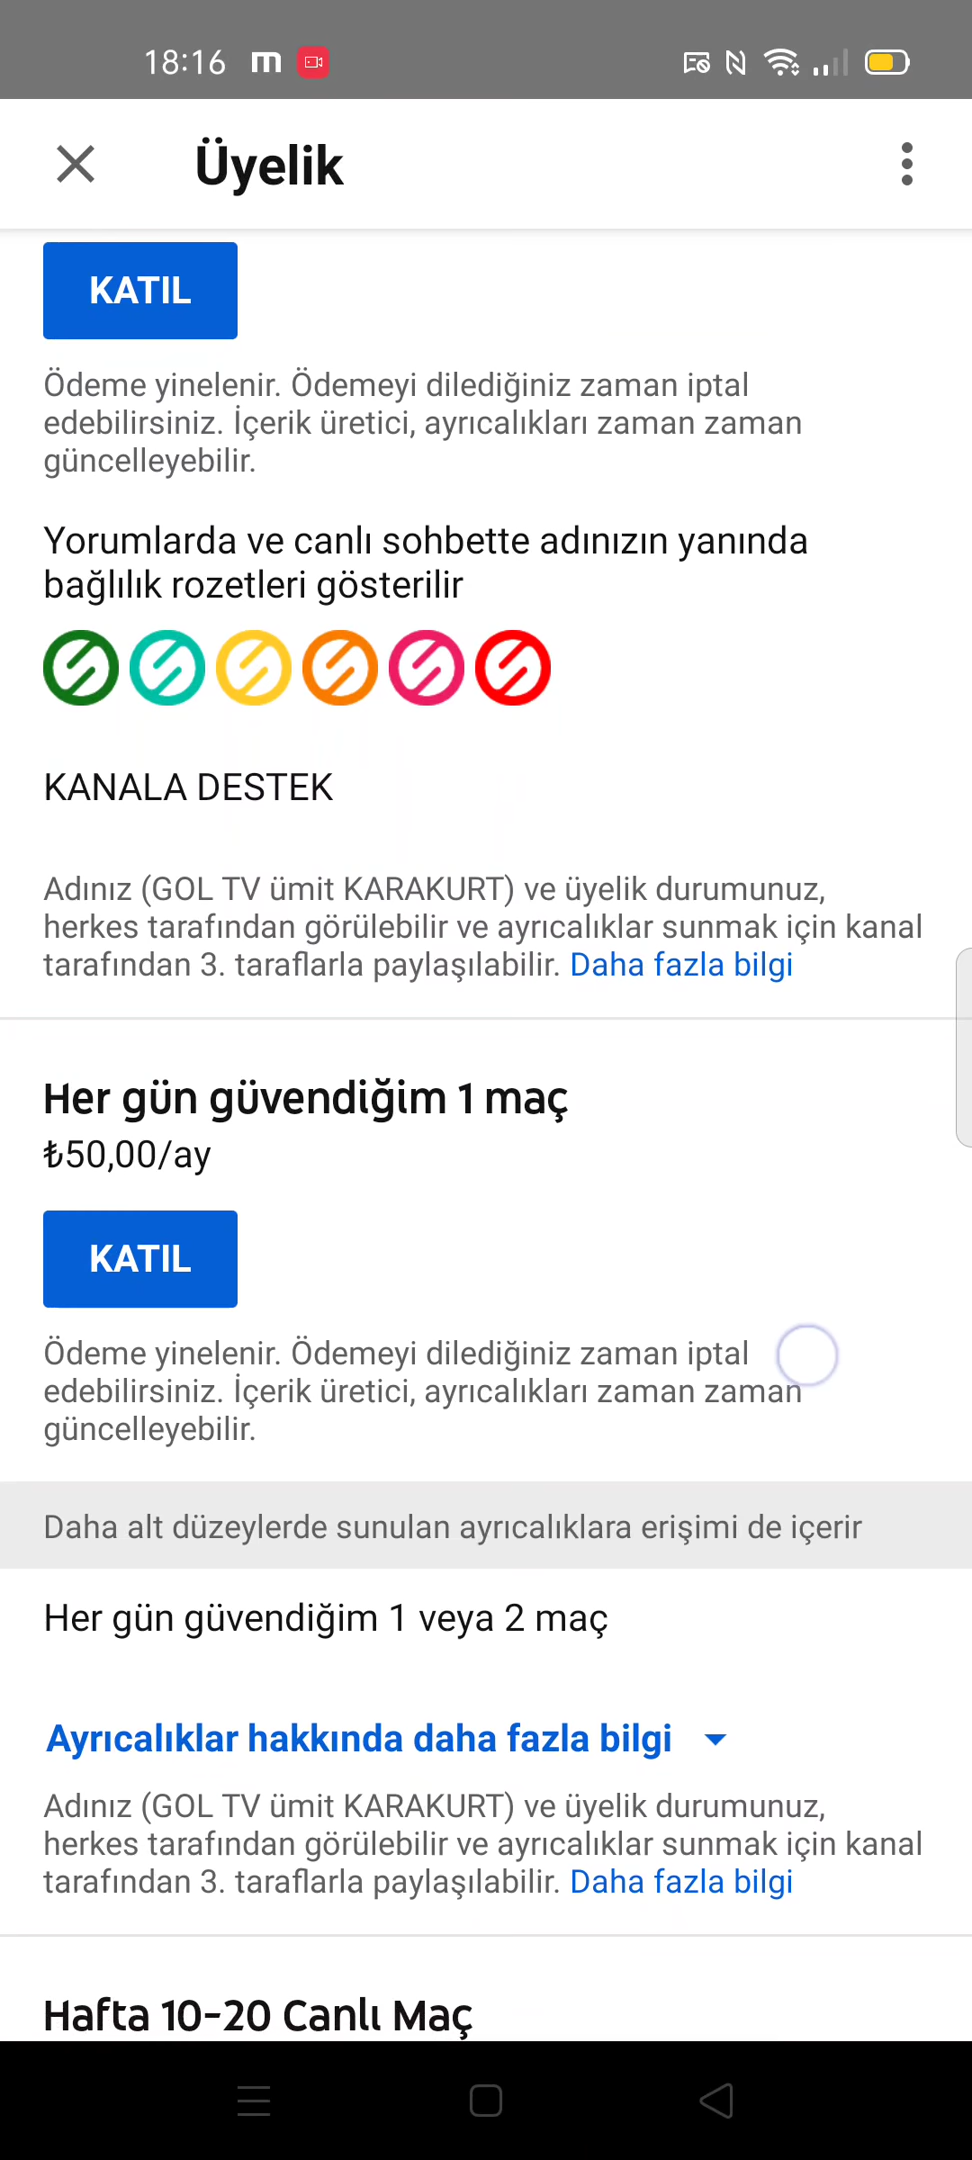 18:16
Üyelik
KATIL
Ödeme yinelenir. Ödemeyi dilediğiniz zaman iptal
edebilirsiniz. İçerik üretici, ayrıcalıkları zaman zaman
güncelleyebilir.
Yorumlarda ve canlı sohbette adınızın yanında
bağlılık rozetleri gösterilir
KANALA DESTEK
Adınız (GOL TV ümit KARAKURT) ve üyelik durumunuz,
herkes tarafından görülebilir ve ayrıcalıklar sunmak için kanal
tarafından 3. taraflarla paylaşılabilir. Daha fazla bilgi
Her gün güvendiğim 1 maç
₺50,00/ay
KATIL
Ödeme yinelenir. Ödemeyi dilediğiniz zaman iptal
edebilirsiniz. İçerik üretici, ayrıcalıkları zaman zaman
güncelleyebilir.
Daha alt düzeylerde sunulan ayrıcalıklara erişimi de içerir
Her gün güvendiğim 1 veya 2 maç
Ayrıcalıklar hakkında daha fazla bilgi
Adınız (GOL TV ümit KARAKURT) ve üyelik durumunuz,
herkes tarafından görülebilir ve ayrıcalıklar sunmak için kanal
tarafından 3. taraflarla paylaşılabilir. Daha fazla bilgi
Hafta 10-20 Canlı Maç